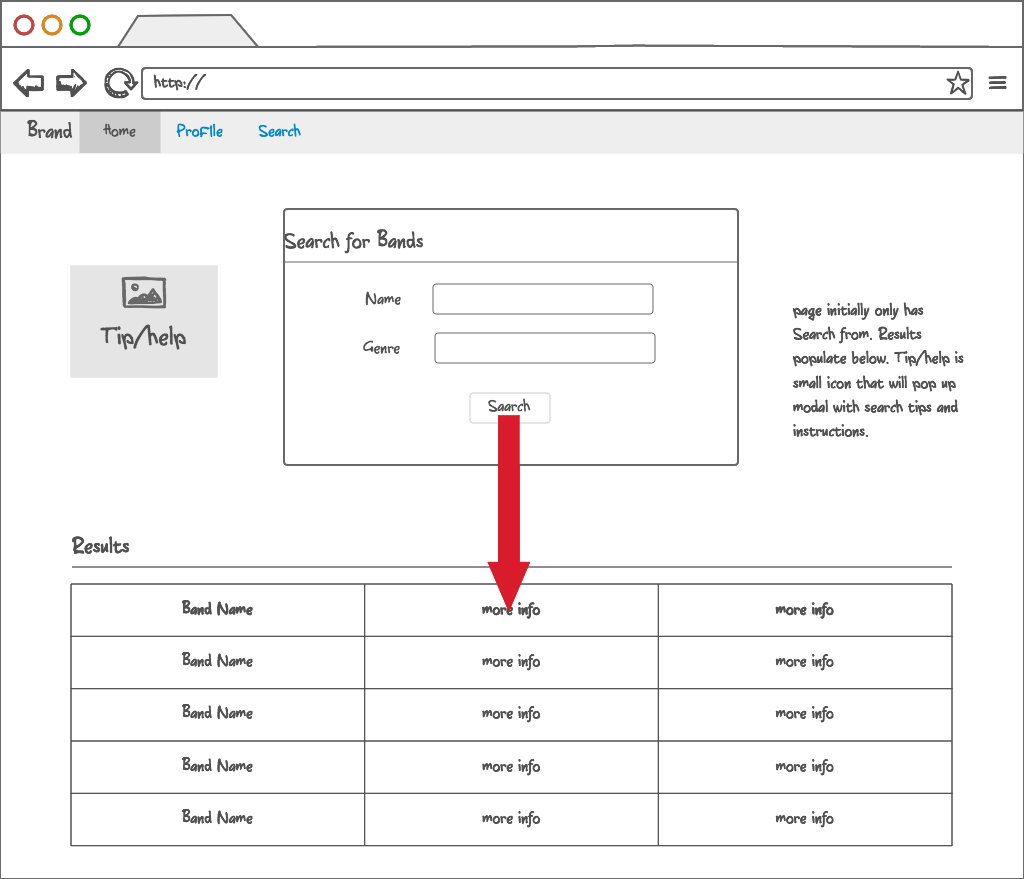 http://
Brand Home ProfIle Search
Search for Bands
Name
Genre
Saarch
Tip/help
page initially only has
Search from. Results
populate below. Tip/help is
small icon that will pop up
modal with search tips and
instructions.
Results
Band Name more info more info
Band Name more info more info
Band Name more info more info
Band Name more info more info
Band Name more info more info